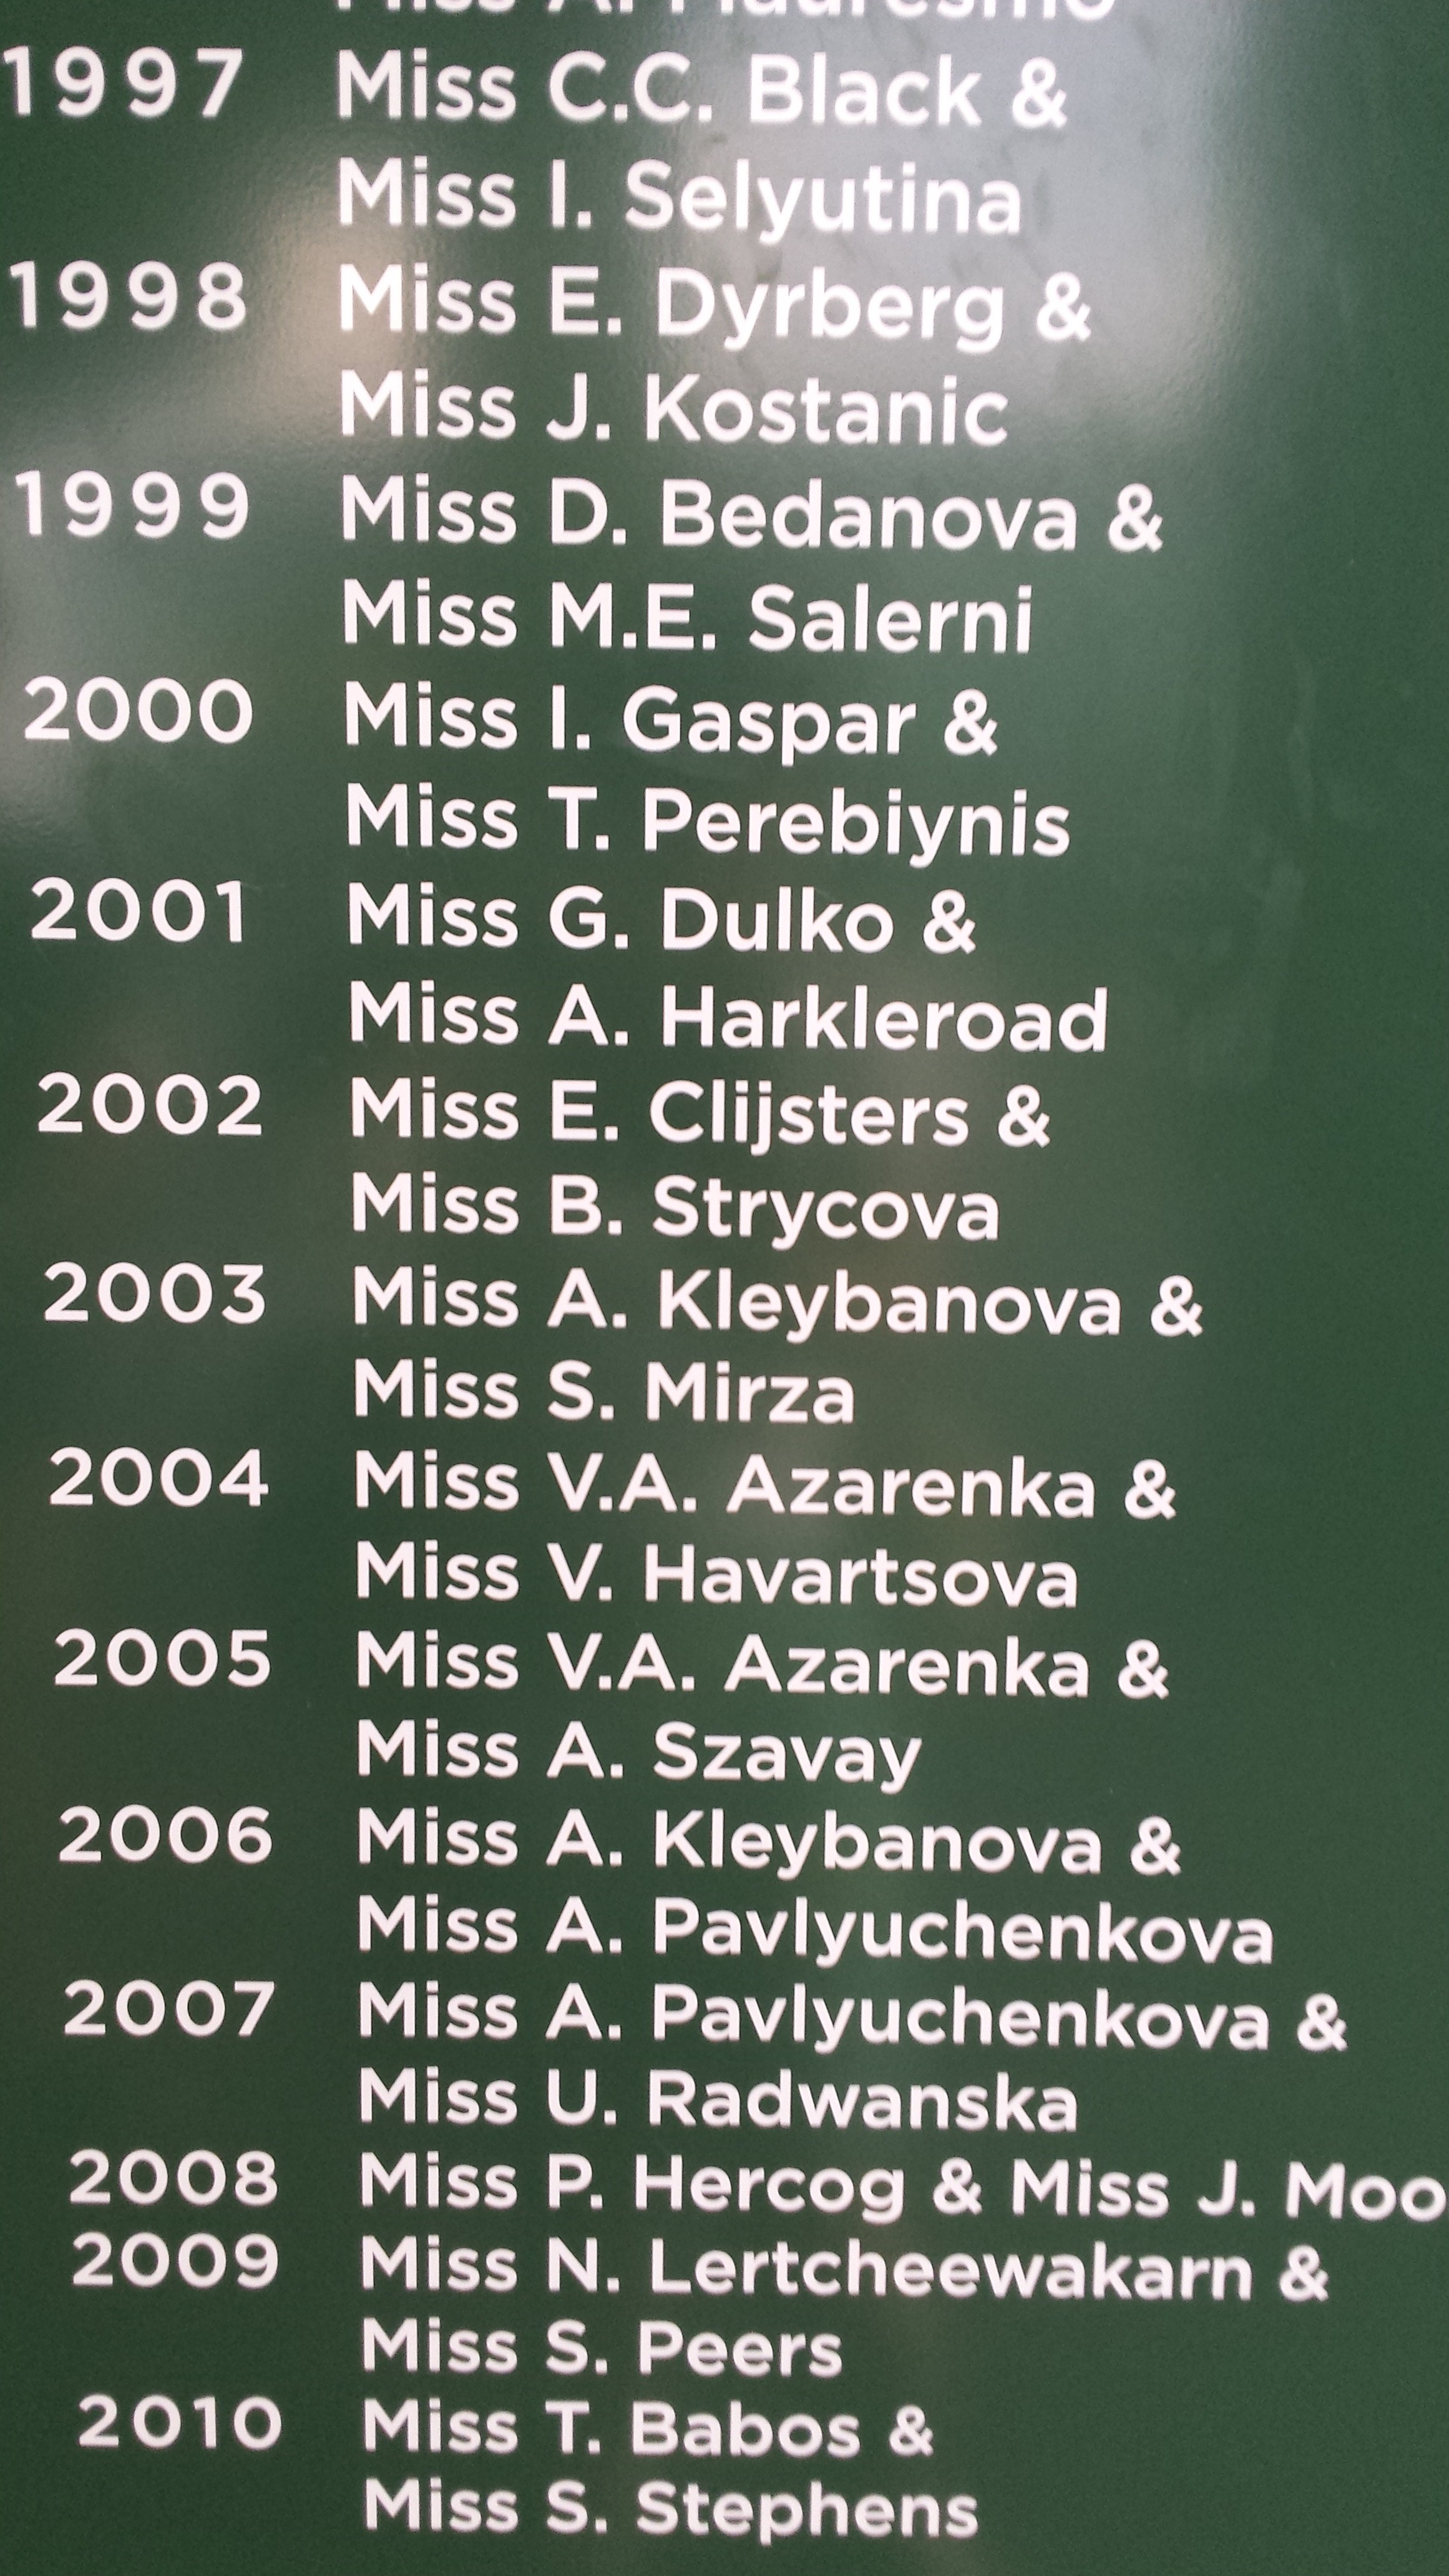 Miss A. Mauresmo
1997 Miss C.C. Black &
Miss I. Selyutina
1998 Miss E. Dyrberg &
Miss J. Kostanic
1999 Miss D. Bedanova &
Miss M.E. Salerni
2000 Miss I. Gaspar &
Miss T. Perebiynis
2001 Miss G. Dulko &
Miss A. Harkleroad
2002 Miss E. Clijsters &
Miss B. Strycova
2003 Miss A. Kleybanova &
Miss S. Mirza
2004 Miss V.A. Azarenka &
Miss V. Havartsova
2005 Miss V.A. Azarenka &
Miss A. Szavay
2006 Miss A. Kleybanova &
Miss A. Pavlyuchenkova
2007 Miss A. Pavlyuchenkova &
Miss U. Radwanska
2008 Miss P. Hercog & Miss J. Moo
2009 Miss N. Lertcheewakarn &
Miss S. Peers
2010 Miss T. Babos &
Miss S. Stephens